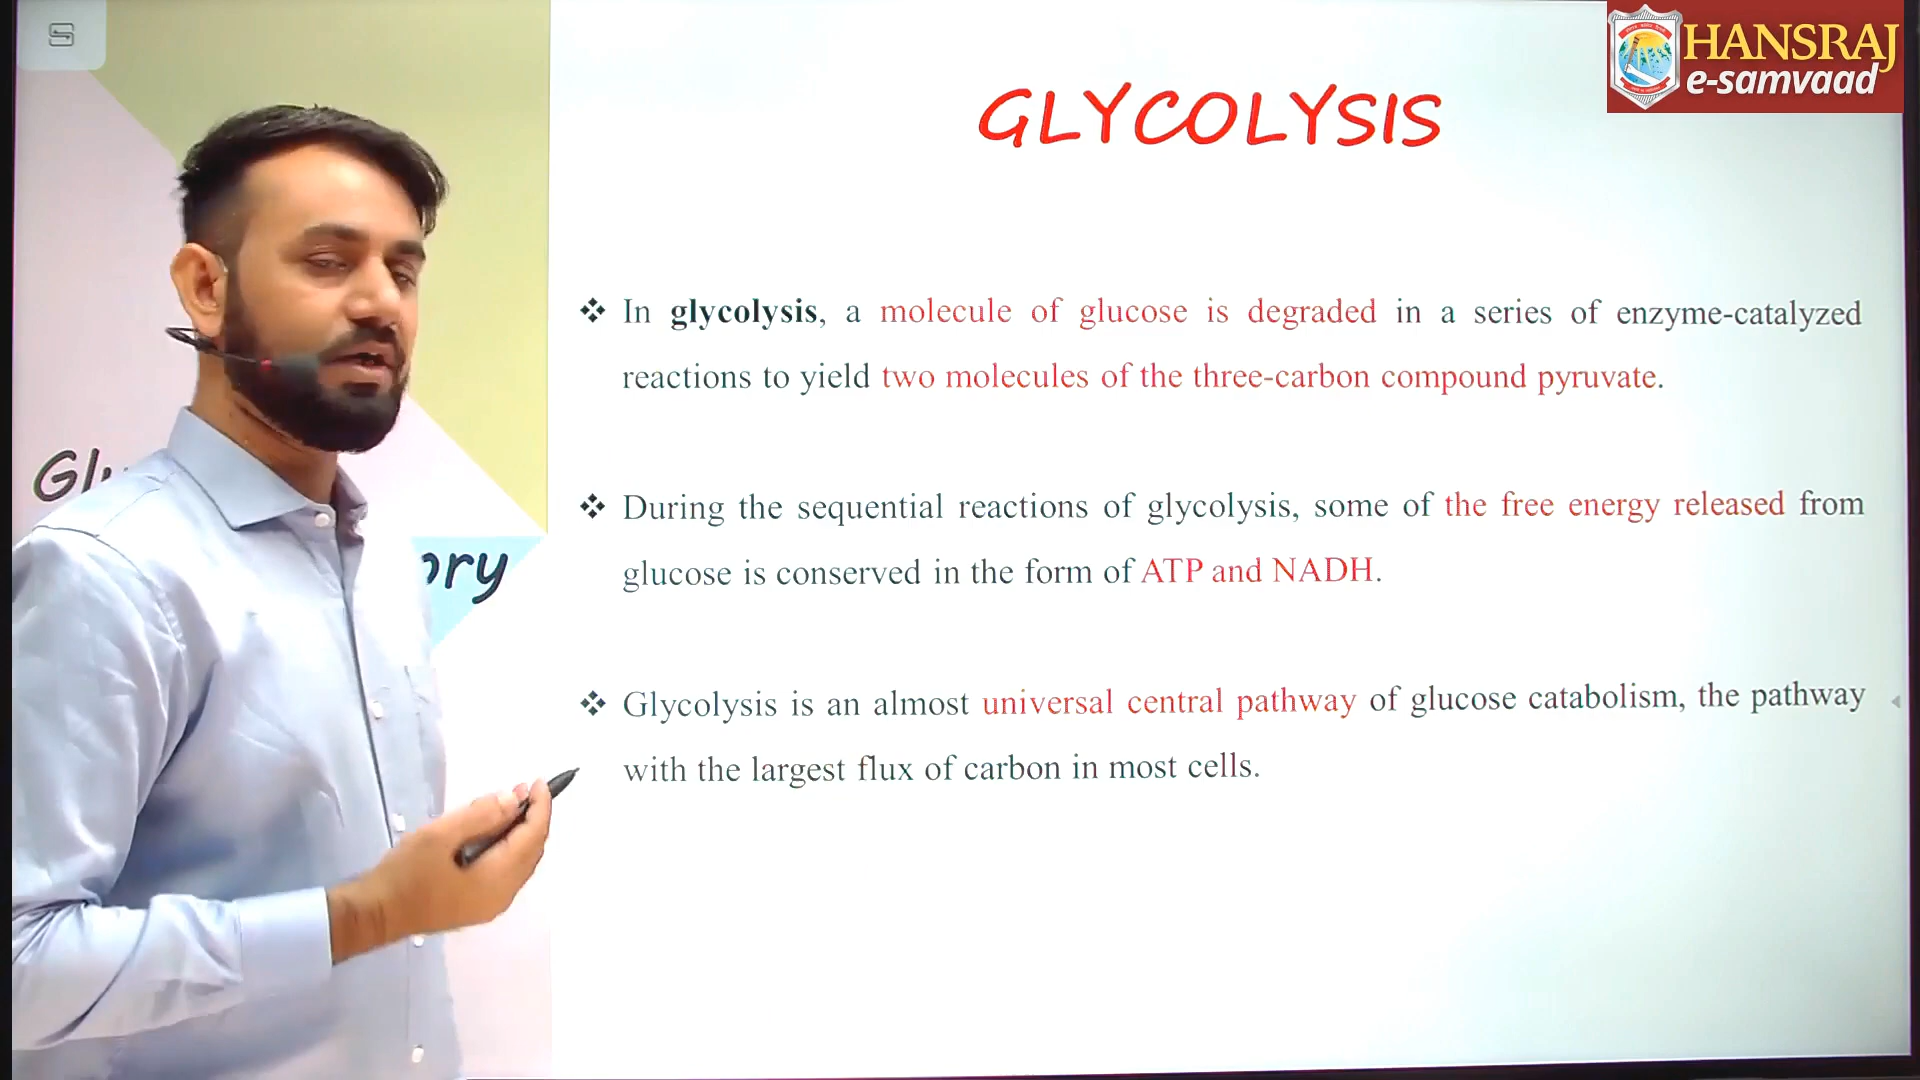 HANSRAJ
e-samvaad
GLYCOLYSIS
❖ In glycolysis, a molecule of glucose is degraded in a series of enzyme-catalyzed
reactions to yield two molecules of the three-carbon compound pyruvate.
❖ During the sequential reactions of glycolysis, some of the free energy released from
glucose is conserved in the form of ATP and NADH.
❖ Glycolysis is an almost universal central pathway of glucose catabolism, the pathway
with the largest flux of carbon in most cells.